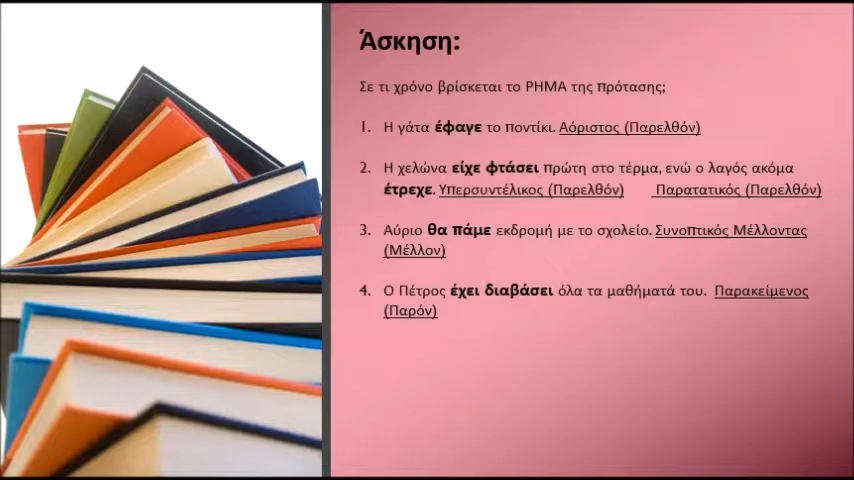 Άσκηση:
Σε τι χρόνο βρίσκεται το ΡΗΜΑ της πρότασης;
1. Η γάτα έφαγε το ποντίκι. Αόριστος (Παρελθόν)
2. Η χελώνα είχε φτάσει πρώτη στο τέρμα, ενώ ο λαγός ακόμα
έτρεχε. Υπερσυντέλικος (Παρελθόν) Παρατατικός (Παρελθόν)
3. Αύριο θα πάμε εκδρομή με το σχολείο. Συνοπτικός Μέλλοντας
(Μέλλον)
4. Ο Πέτρος έχει διαβάσει όλα τα μαθήματά του. Παρακείμενος
(Παρόν)